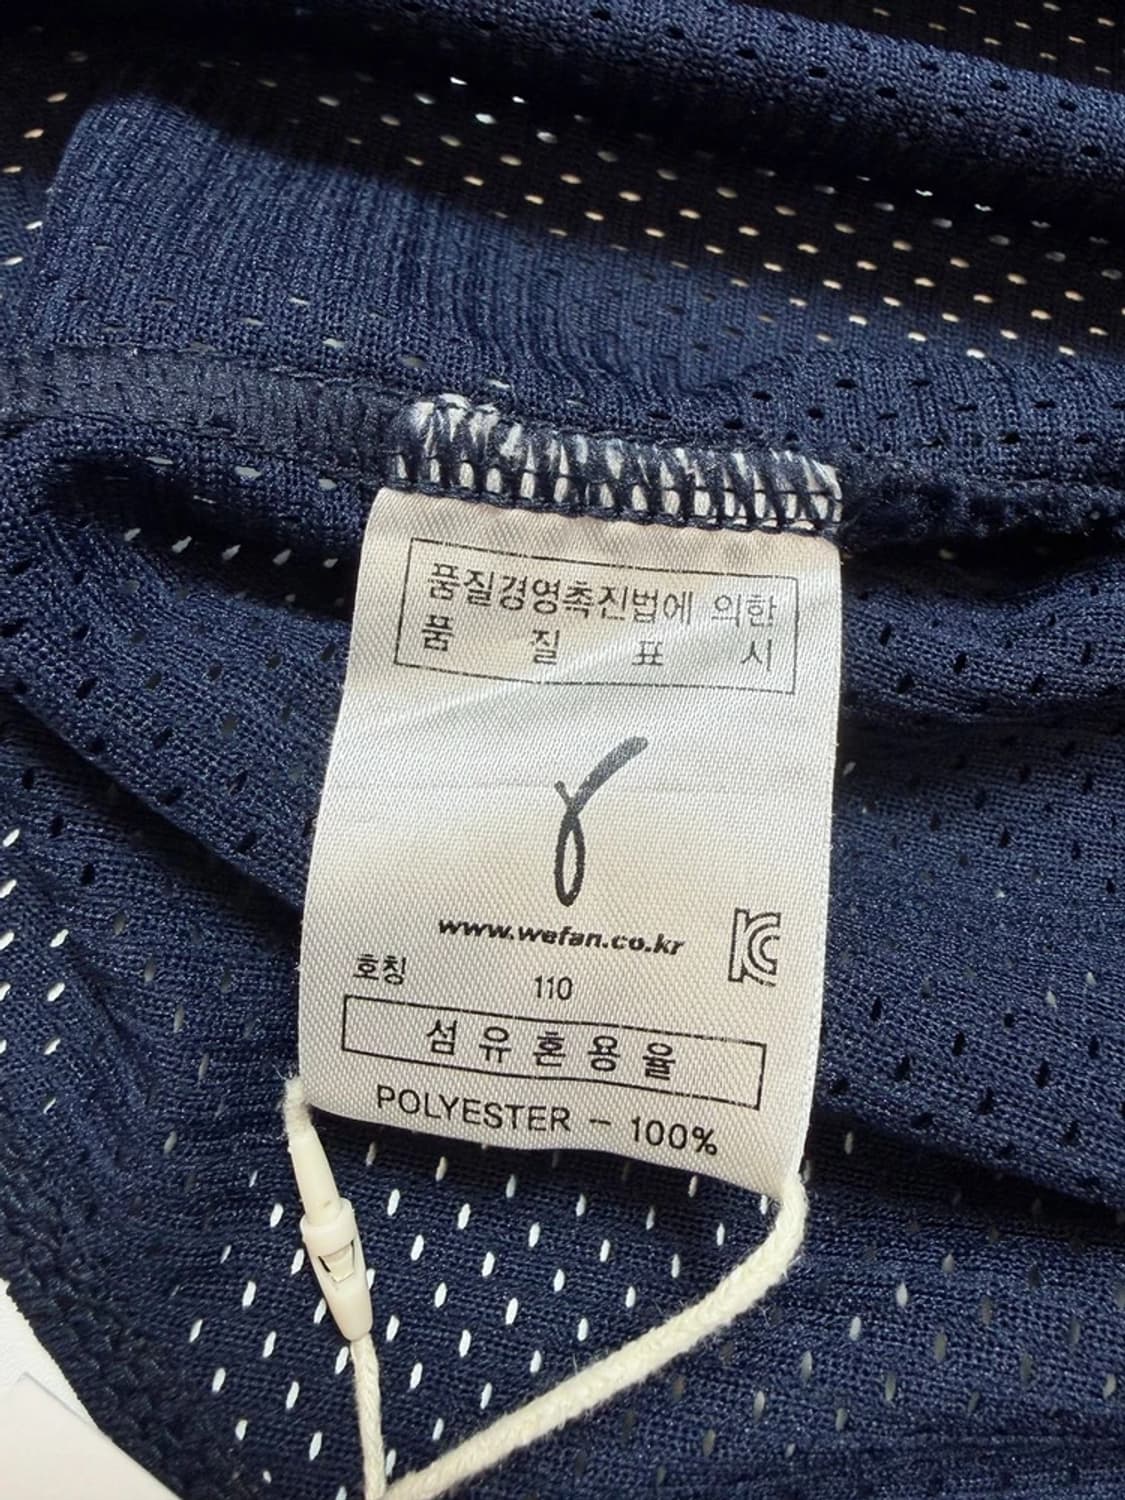 품질경영촉진법에 의한
품 질 표 시
www.wefan.co.kr
KC
호칭 110
섬유혼용율
POLYESTER - 100%